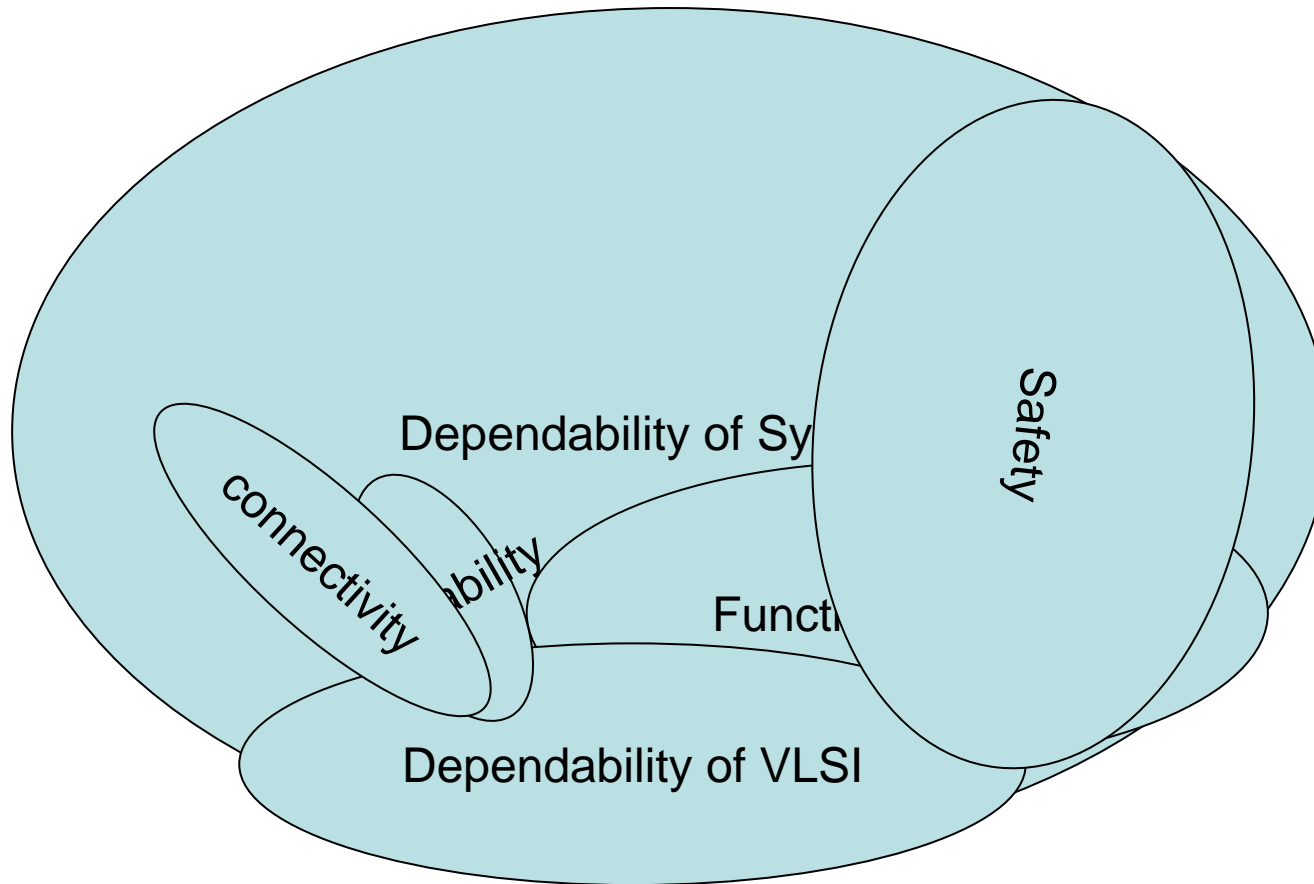 Dependability of Sy
Safety
connectivity
ability
Functi
Dependability of VLSI